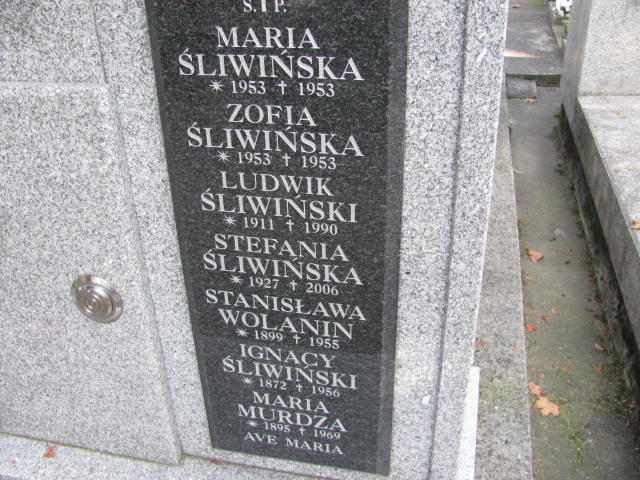 Ś.†P.
MARIA
ŚLIWIŃSKA
* 1953 † 1953
ZOFIA
ŚLIWIŃSKA
* 1953 † 1953
LUDWIK
ŚLIWIŃSKI
* 1911 † 1990
STEFANIA
ŚLIWIŃSKA
* 1927 † 2006
STANISŁAWA
WOLANIN
* 1899 † 1955
IGNACY
ŚLIWIŃSKI
* 1872 † 1956
MARIA
MURDZA
* 1895 † 1969
AVE MARIA